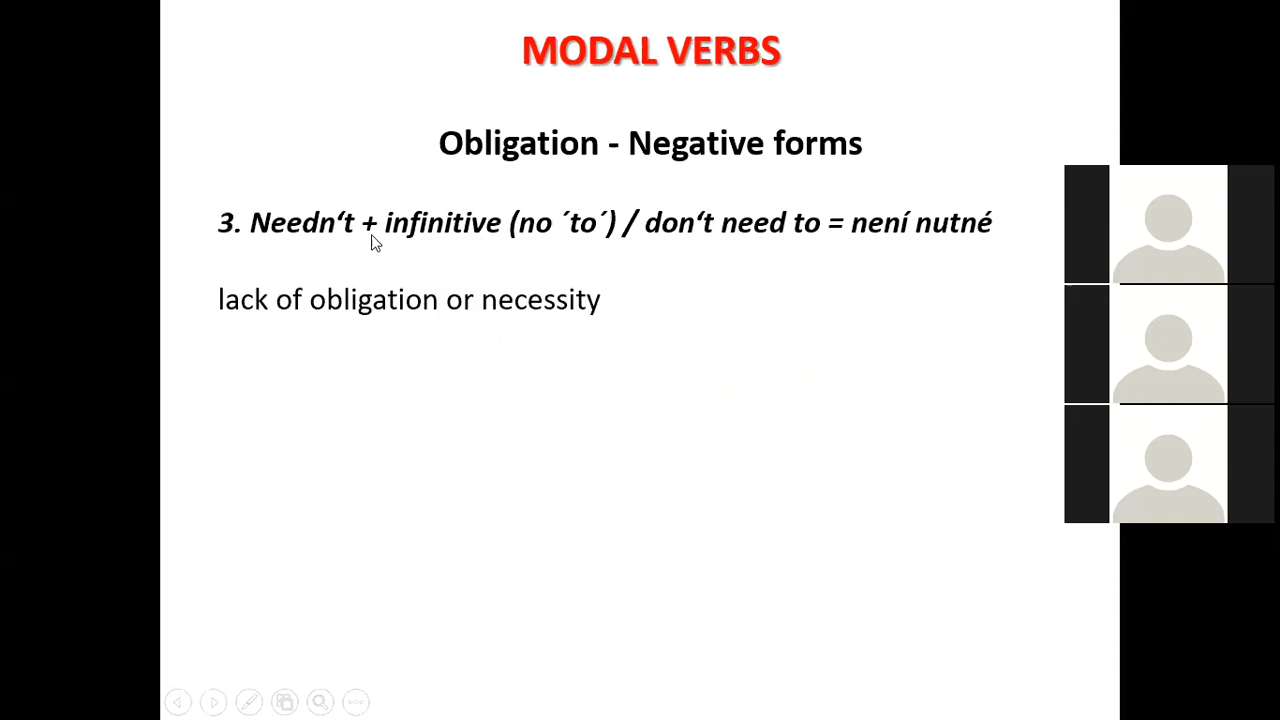 MODAL VERBS
Obligation - Negative forms
3. Needn‘t + infinitive (no ´to´) / don‘t need to = není nutné
lack of obligation or necessity